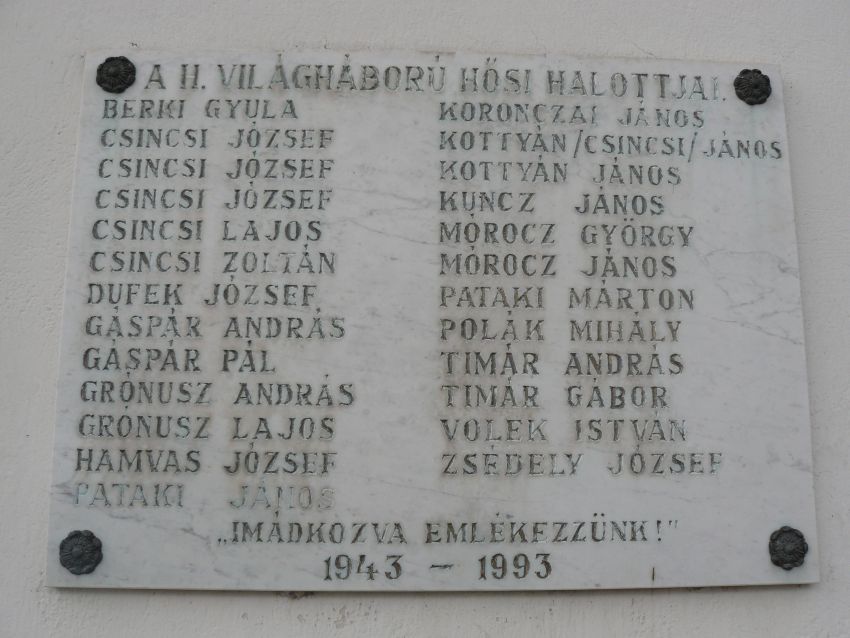 A II. VILÁGHÁBORÚ HŐSI HALOTTJAI.
BERKI GYULA
CSINCSI JÓZSEF
CSINCSI JÓZSEF
CSINCSI JÓZSEF
CSINCSI LAJOS
CSINCSI ZOLTÁN
DUFEK JÓZSEF
GÁSPÁR ANDRÁS
GÁSPÁR PÁL
GRÓNUSZ ANDRÁS
GRÓNUSZ LAJOS
HAMVAS JÓZSEF
PATAKI JÁNOS
KORONCZAI JÁNOS
KOTTYÁN/CSINCSI/JÁNOS
KOTTYÁN JÁNOS
KUNCZ JÁNOS
MÓROCZ GYÖRGY
MÓROCZ JÁNOS
PATAKI MÁRTON
POLÁK MIHÁLY
TIMÁR ANDRÁS
TIMÁR GÁBOR
VOLEK ISTVÁN
ZSÉDELY JÓZSEF
„IMÁDKOZVA EMLÉKEZZÜNK!"
1943 - 1993